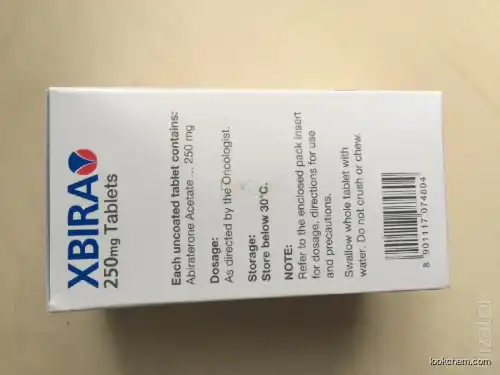 XBIRA
250mg Tablets
Each uncoated tablet contains:
Abiraterone Acetate ... 250 mg
Dosage:
As directed by the Oncologist.
Storage:
Store below 30°C.
NOTE:
Refer to the enclosed pack insert
for dosage, directions for use
and precautions.
Swallow whole tablet with
water. Do not crush or chew.
8 901117 074804
lookchem.com